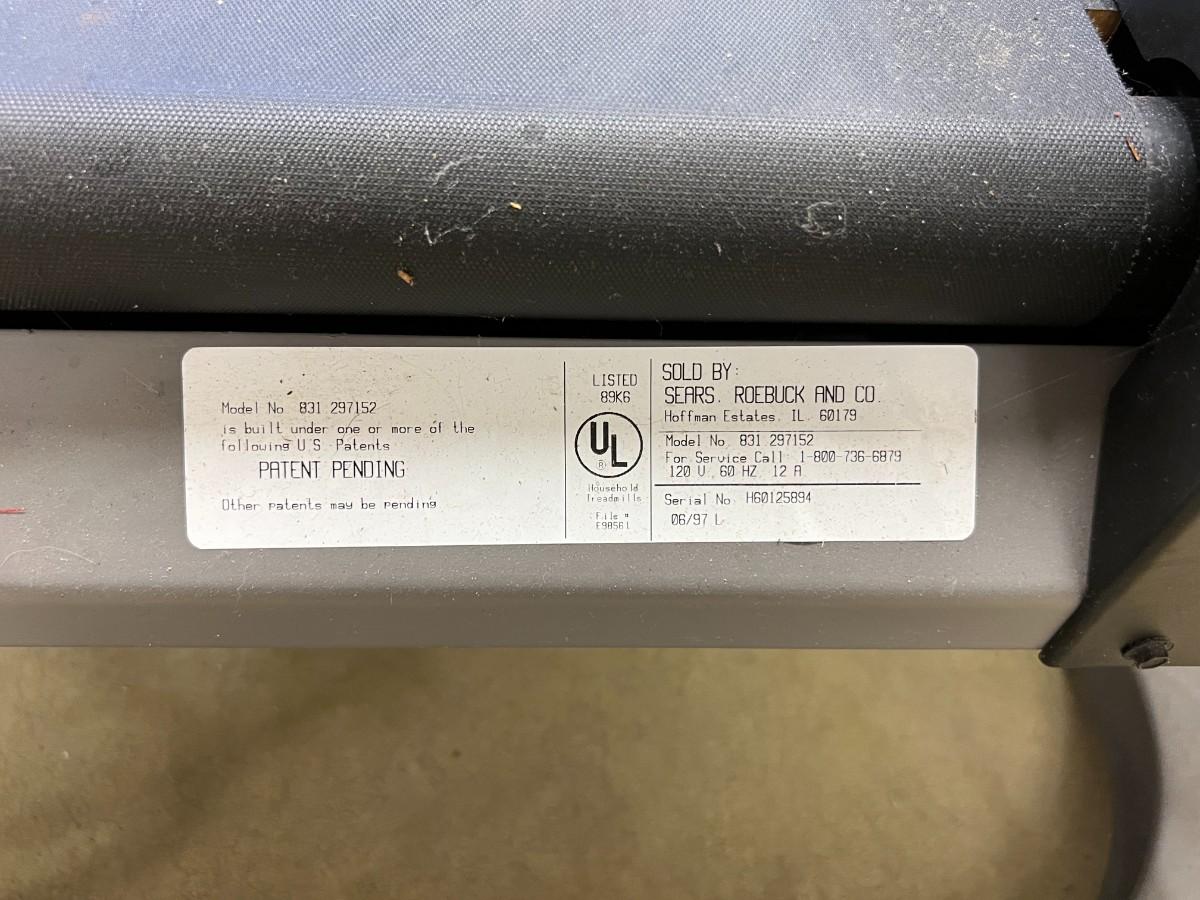 Model No. 831.297152
is built under one or more of the
following U.S. Patents
PATENT PENDING
Other patents may be pending
LISTED
89K6
UL
®
Household
Treadmills
File #
E98561
SOLD BY:
SEARS, ROEBUCK AND CO.
Hoffman Estates, IL 60179
Model No. 831.297152
For Service Call: 1-800-736-6879
120 V, 60 HZ, 12 A
Serial No. H60125894
06/97 L